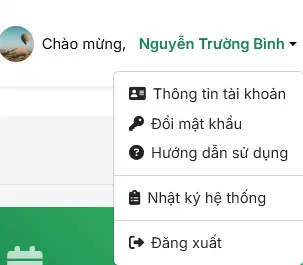 Chào mừng, Nguyễn Trường Bình
Thông tin tài khoản
Đổi mật khẩu
Hướng dẫn sử dụng
Nhật ký hệ thống
Đăng xuất